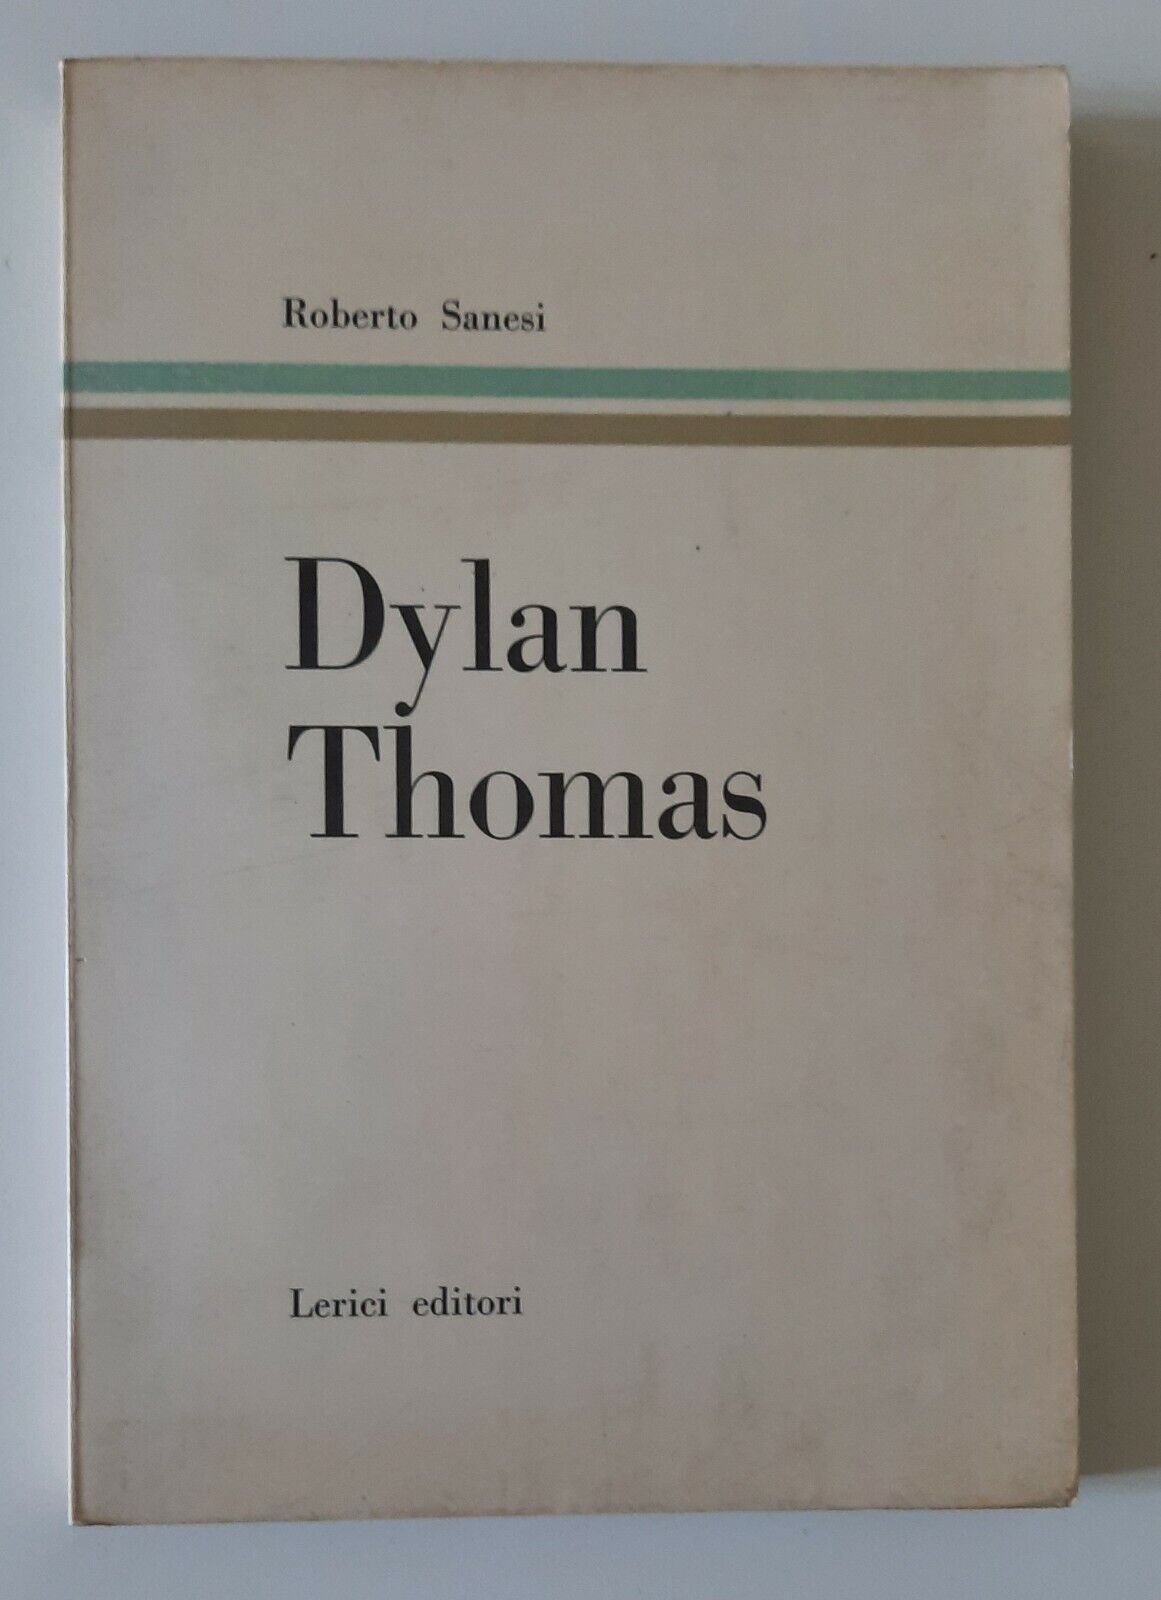 Roberto Sanesi
Dylan
Thomas
Lerici editori